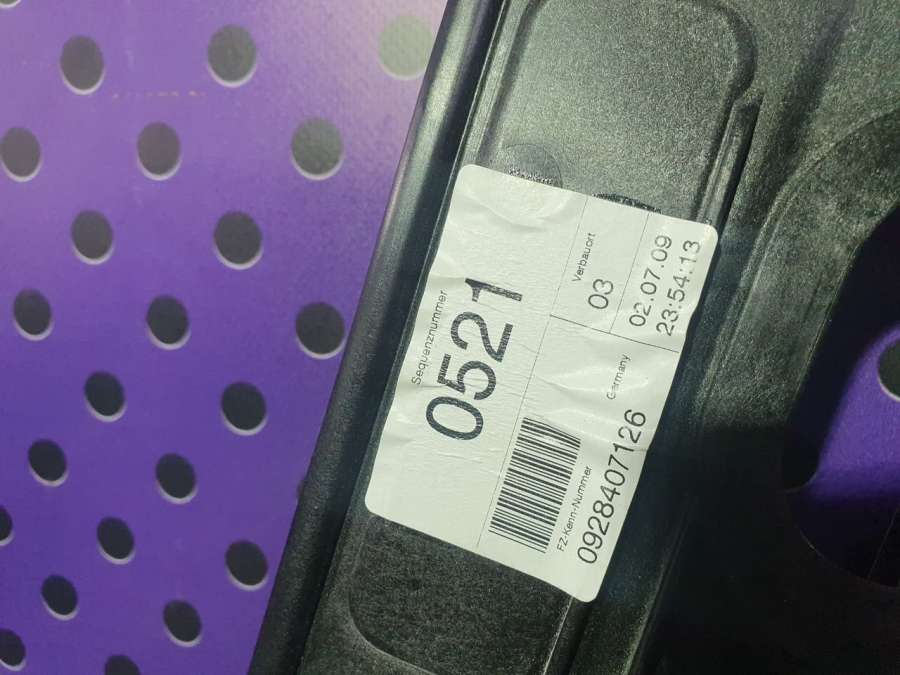 Sequenznummer
0521
Verbauort
03
02.07.09
23:54:13
Germany
FZ-Kenn-Nummer
0928407126